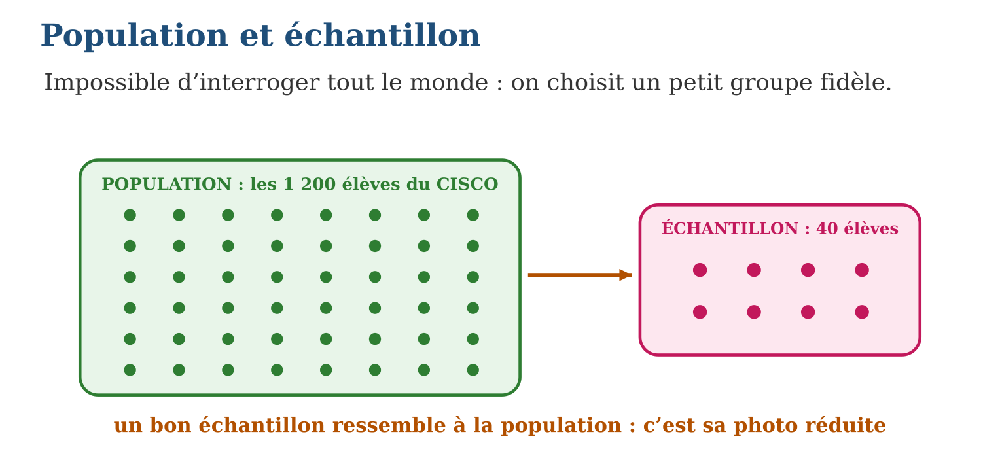 Population et échantillon
Impossible d’interroger tout le monde : on choisit un petit groupe fidèle.
POPULATION : les 1 200 élèves du CISCO
ÉCHANTILLON : 40 élèves
un bon échantillon ressemble à la population : c’est sa photo réduite